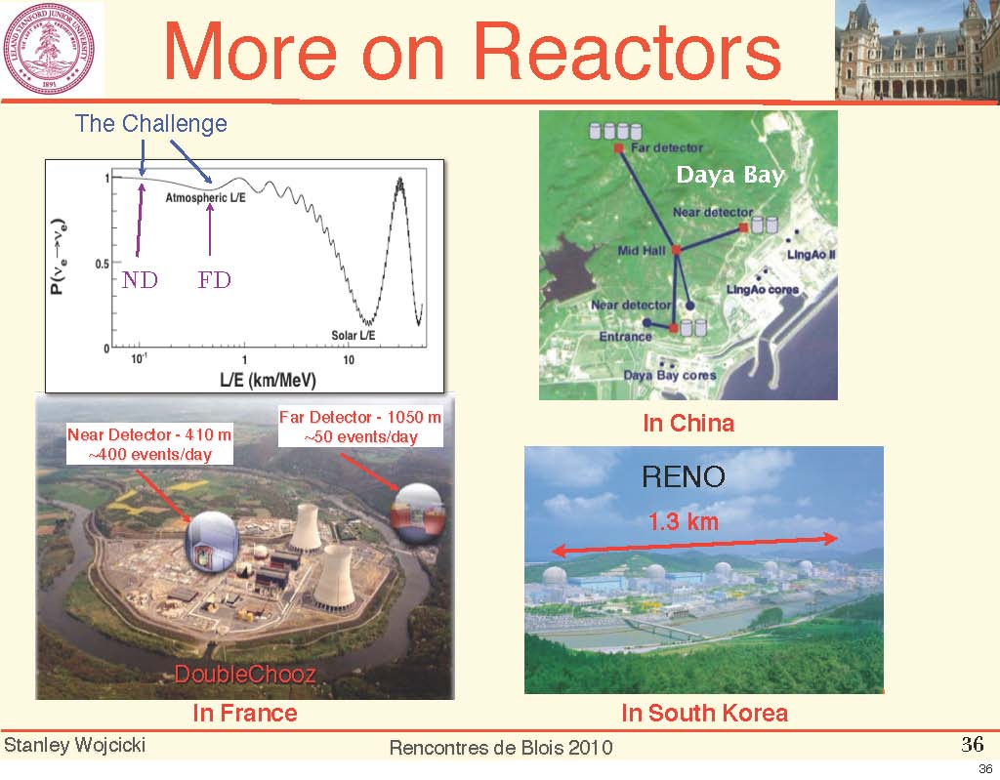 More on Reactors
The Challenge
1
0.5
0
P(νe→νe)
Atmospheric L/E
ND
FD
Solar L/E
10-1
1
10
L/E (km/MeV)
Far detector
Daya Bay
Near detector
Mid Hall
LingAo II
LingAo cores
Near detector
Entrance
Daya Bay cores
In China
Near Detector - 410 m
~400 events/day
Far Detector - 1050 m
~50 events/day
DoubleChooz
In France
RENO
1.3 km
In South Korea
Stanley Wojcicki
Rencontres de Blois 2010
36
36